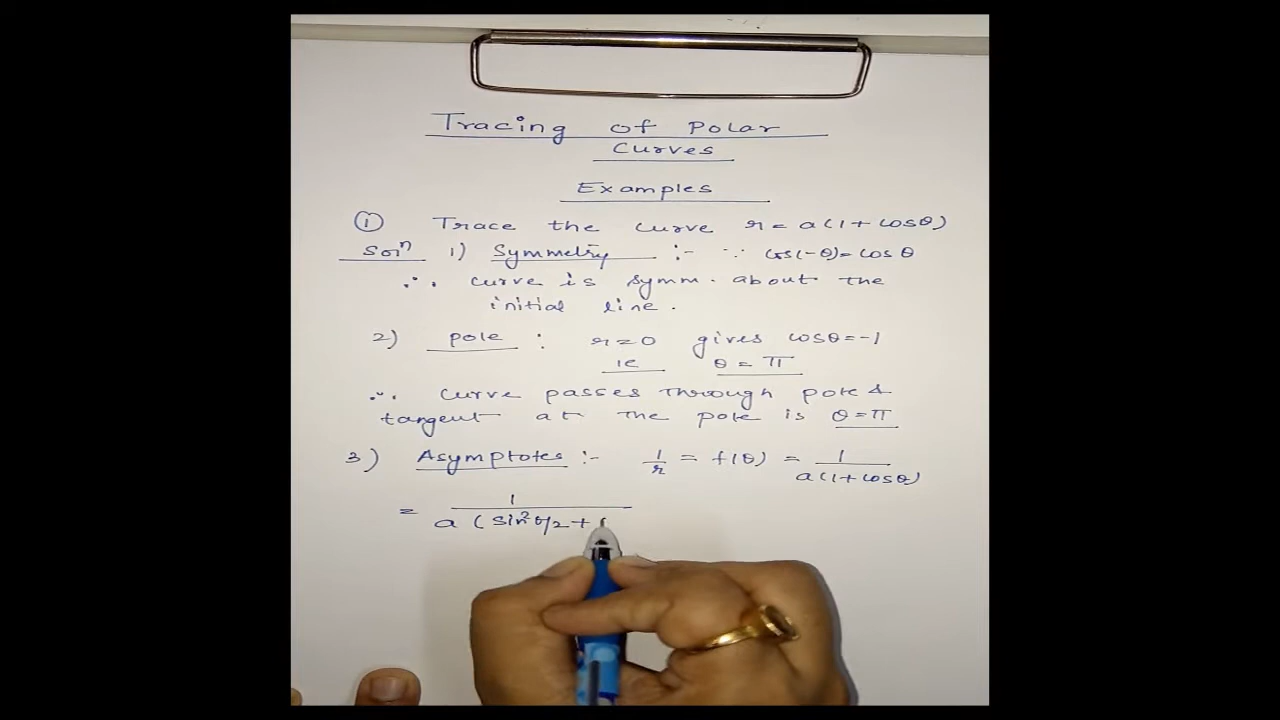 Tracing of Polar
Curves
Examples
① Trace the curve r = a(1 + cosθ)
Solⁿ 1) Symmetry :- ∵ cos(-θ) = cos θ
∴ curve is symm. about the
initial line.
2) pole : r = 0 gives cosθ = -1
ie θ = π
∴ curve passes through pole &
tangent at the pole is θ = π
3) Asymptotes :- 1/r = f(θ) = 1/a(1 + cosθ)
= 1/a (sin² θ/2 +